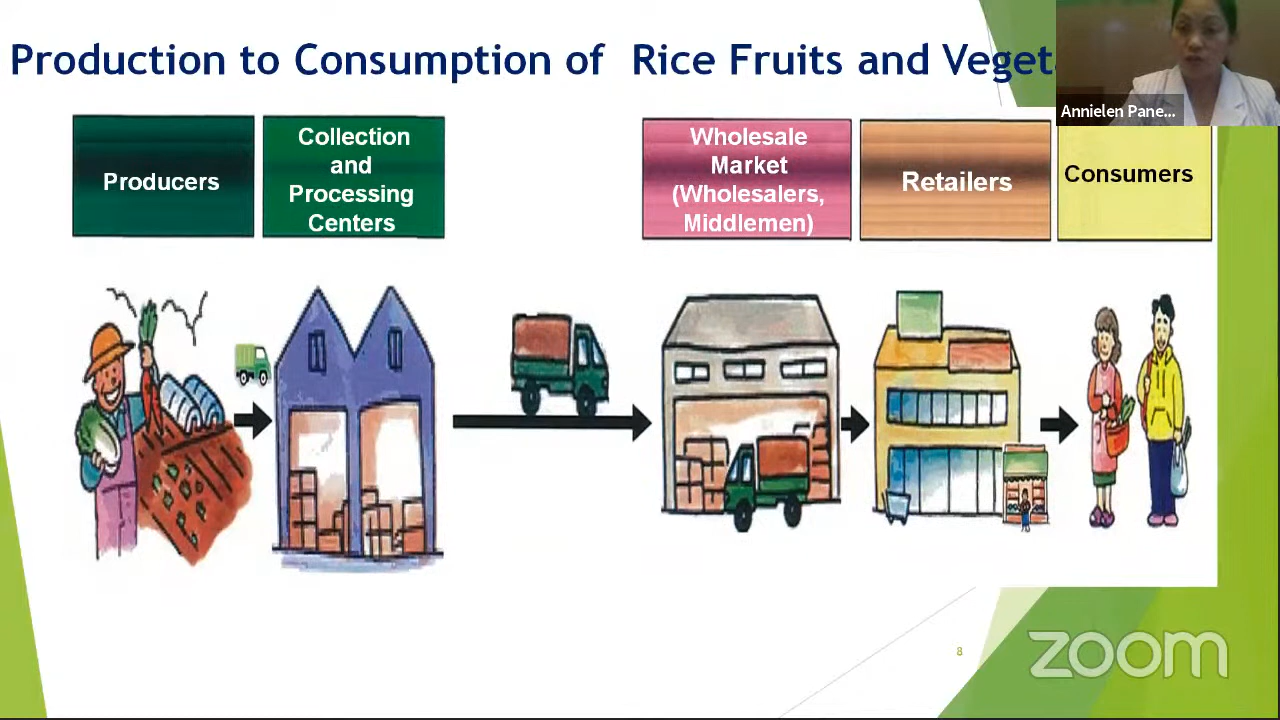 Production to Consumption of Rice Fruits and
Annielen Pane...
Producers
Collection
and
Processing
Centers
Wholesale
Market
(Wholesalers,
Middlemen)
Retailers
Consumers
8
zoom